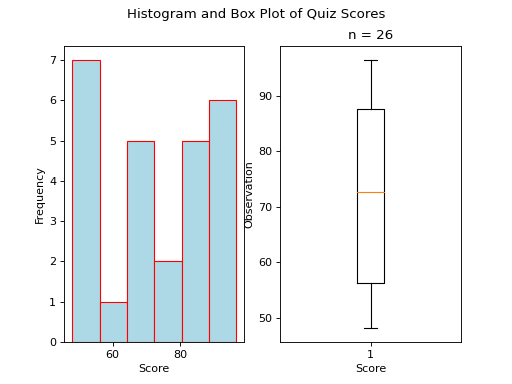 Histogram and Box Plot of Quiz Scores
7
6
5
4
3
2
1
0
Frequency
60 80
Score
n = 26
90
80
70
60
50
Observation
1
Score